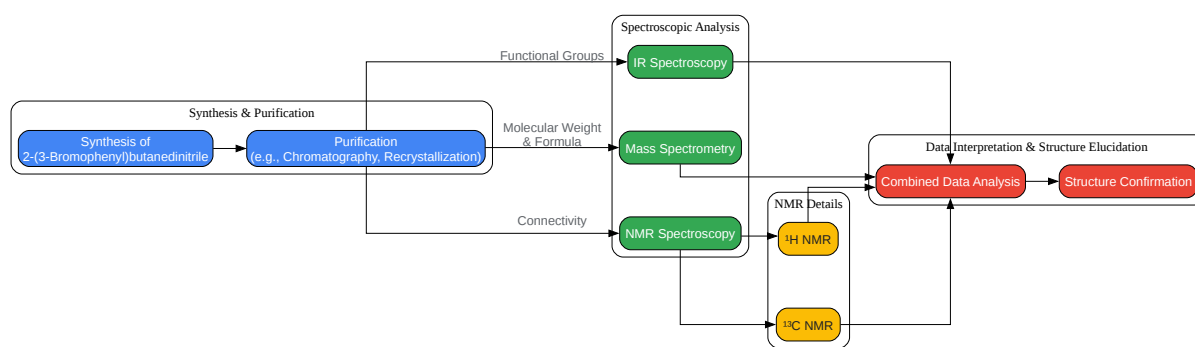 Spectroscopic Analysis
Functional Groups
IR Spectroscopy
Synthesis & Purification
Synthesis of
2-(3-Bromophenyl)butanedinitrile
Purification
(e.g., Chromatography, Recrystallization)
Molecular Weight
& Formula
Mass Spectrometry
Data Interpretation & Structure Elucidation
Combined Data Analysis
Structure Confirmation
Connectivity
NMR Spectroscopy
NMR Details
¹H NMR
¹³C NMR